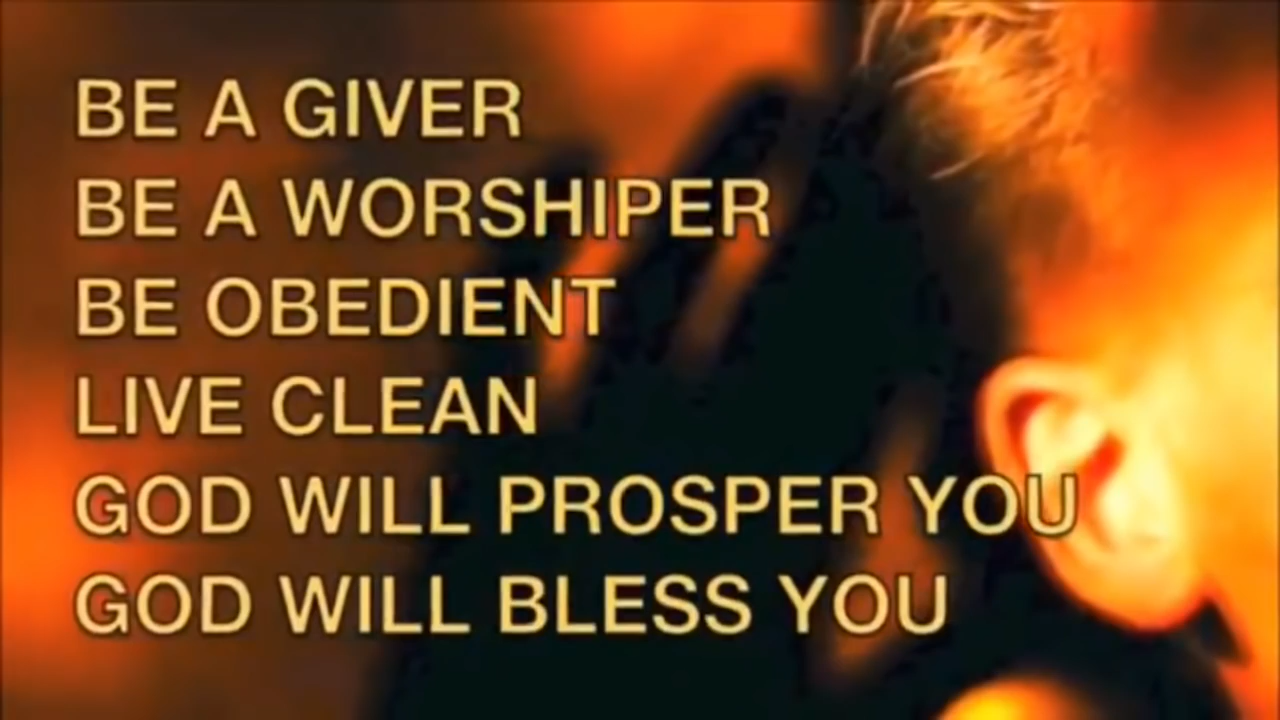 BE A GIVER
BE A WORSHIPER
BE OBEDIENT
LIVE CLEAN
GOD WILL PROSPER YOU
GOD WILL BLESS YOU